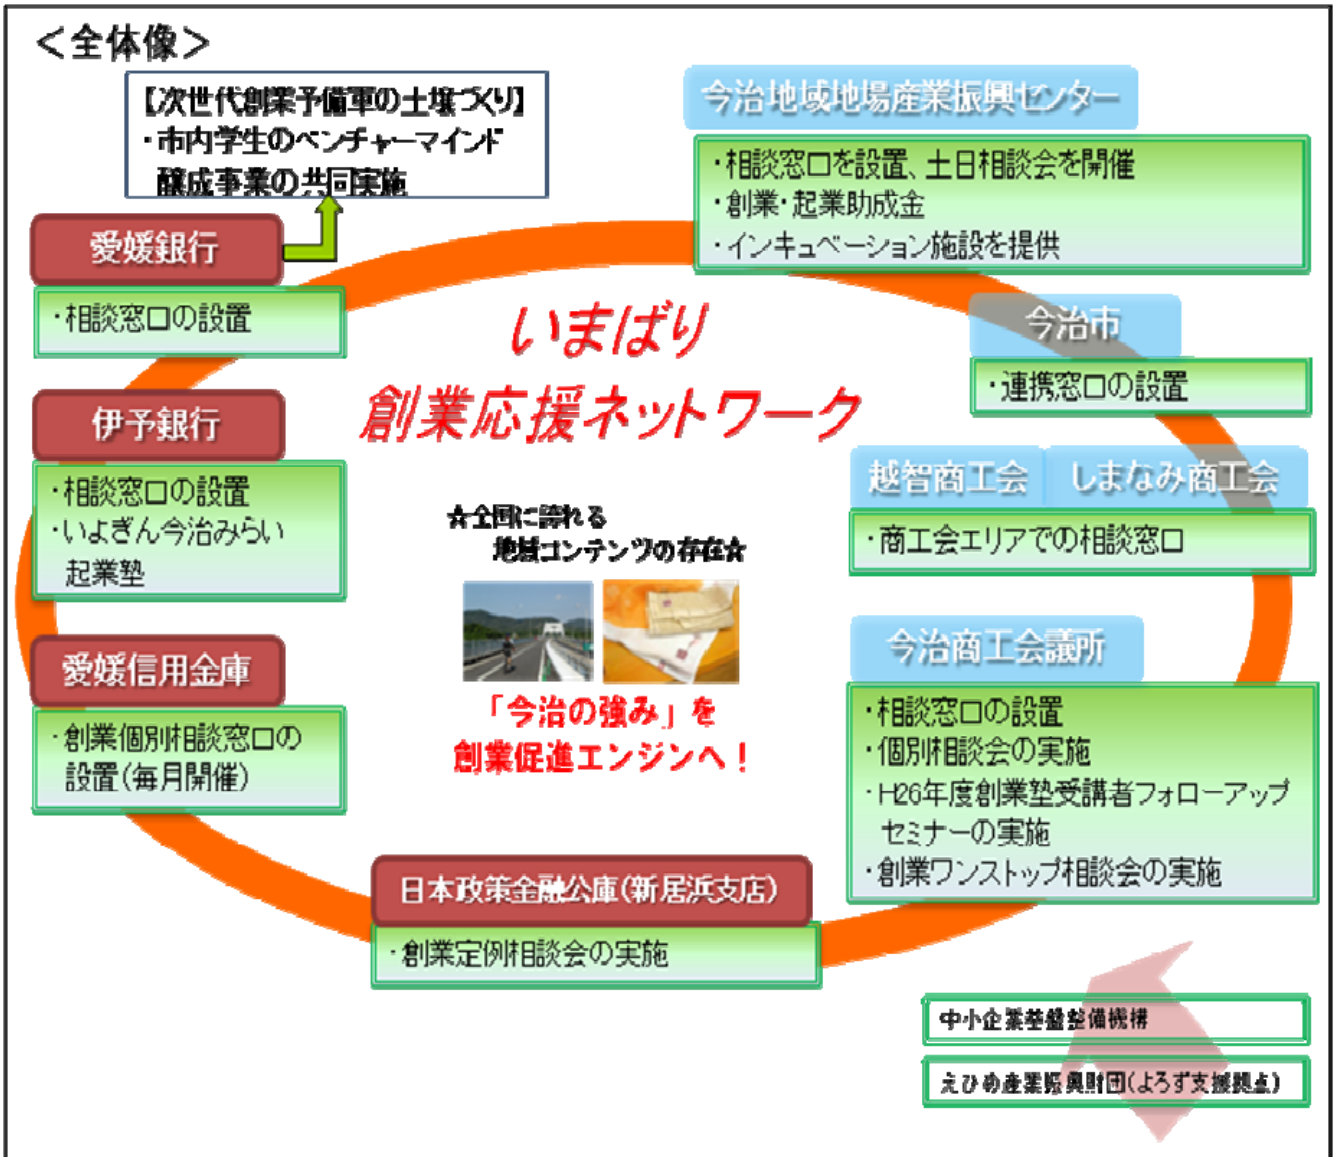 ＜全体像＞
【次世代創業予備軍の土壌づくり】
・市内学生のベンチャーマインド
醸成事業の共同実施
今治地域地場産業振興センター
・相談窓口を設置、土日相談会を開催
・創業・起業助成金
・インキュベーション施設を提供
愛媛銀行
・相談窓口の設置
いまばり
創業応援ネットワーク
今治市
・連携窓口の設置
伊予銀行
・相談窓口の設置
・いよぎん今治みらい
起業塾
越智商工会 しまなみ商工会
・商工会エリアでの相談窓口
☆全国に誇れる
地域コンテンツの存在☆
愛媛信用金庫
・創業個別相談窓口の
設置(毎月開催)
「今治の強み」を
創業促進エンジンへ！
今治商工会議所
・相談窓口の設置
・個別相談会の実施
・H26年度創業塾受講者フォローアップ
セミナーの実施
・創業ワンストップ相談会の実施
日本政策金融公庫(新居浜支店)
・創業定例相談会の実施
中小企業基盤整備機構
えひめ産業振興財団(よろず支援拠点)